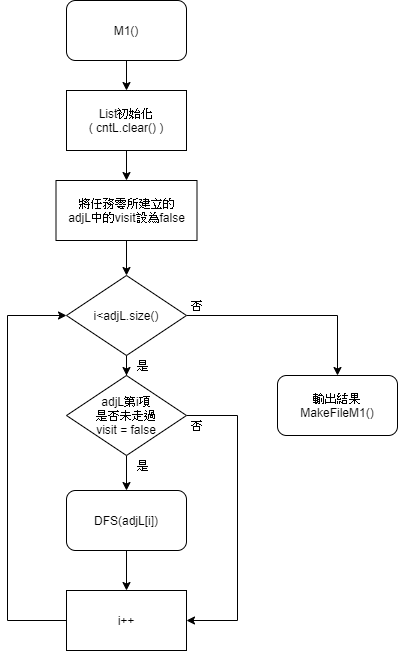 M1()
List初始化
( cntL.clear() )
將任務零所建立的
adjL中的visit設為false
i<adjL.size()
否
是
adjL第i項
是否未走過
visit = false
否
輸出結果
MakeFileM1()
是
DFS(adjL[i])
i++